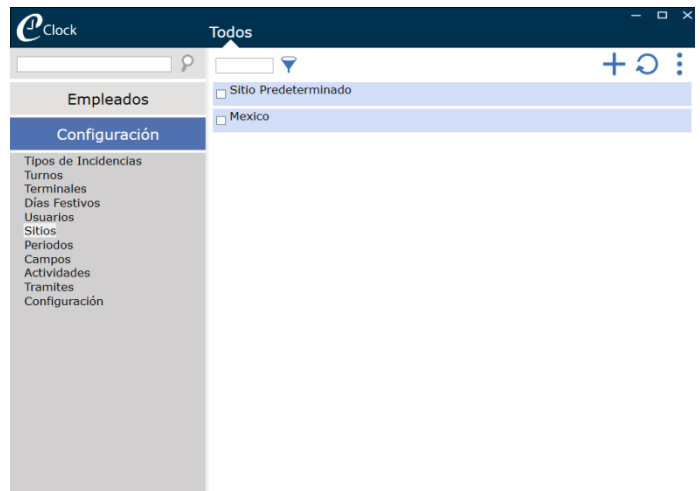 eClock
Todos
Empleados
Configuración
Tipos de Incidencias
Turnos
Terminales
Días Festivos
Usuarios
Sitios
Periodos
Campos
Actividades
Tramites
Configuración
Sitio Predeterminado
Mexico